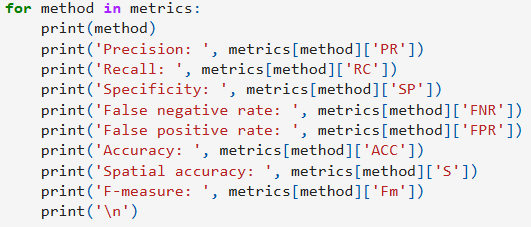 for method in metrics:
    print(method)
    print('Precision: ', metrics[method]['PR'])
    print('Recall: ', metrics[method]['RC'])
    print('Specificity: ', metrics[method]['SP'])
    print('False negative rate: ', metrics[method]['FNR'])
    print('False positive rate: ', metrics[method]['FPR'])
    print('Accuracy: ', metrics[method]['ACC'])
    print('Spatial accuracy: ', metrics[method]['S'])
    print('F-measure: ', metrics[method]['Fm'])
    print('\n')